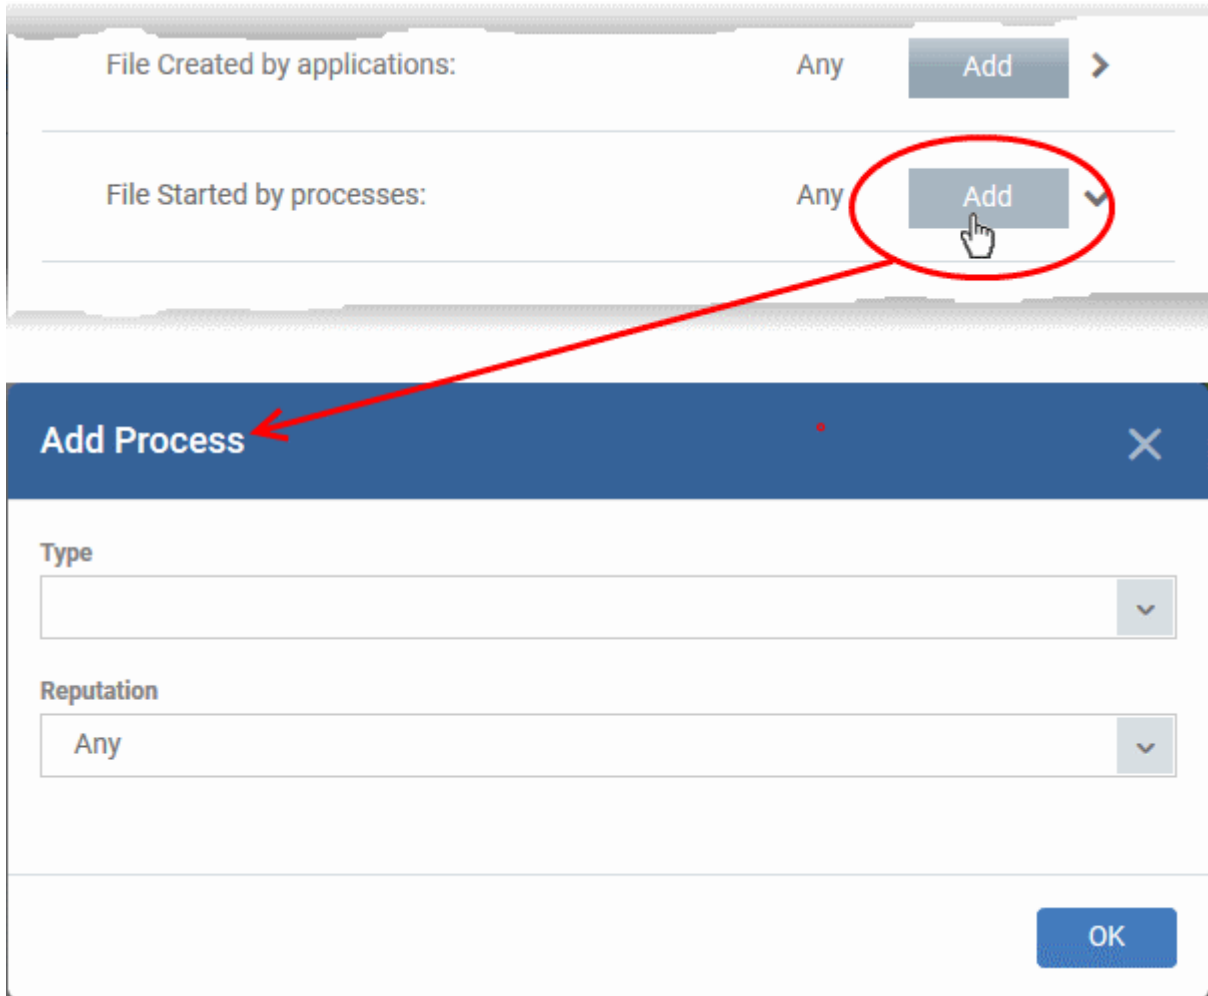 File Created by applications: Any Add
File Started by processes: Any Add
Add Process
Type
Reputation
Any
OK